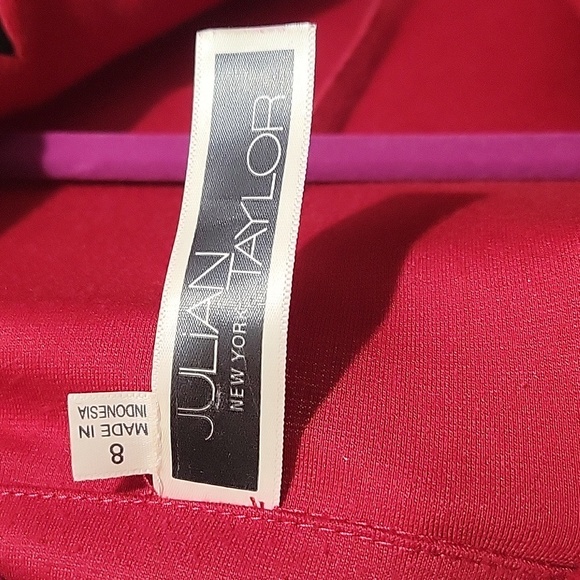 JULIAN
TAYLOR
NEW YORK
8
MADE IN
INDONESIA